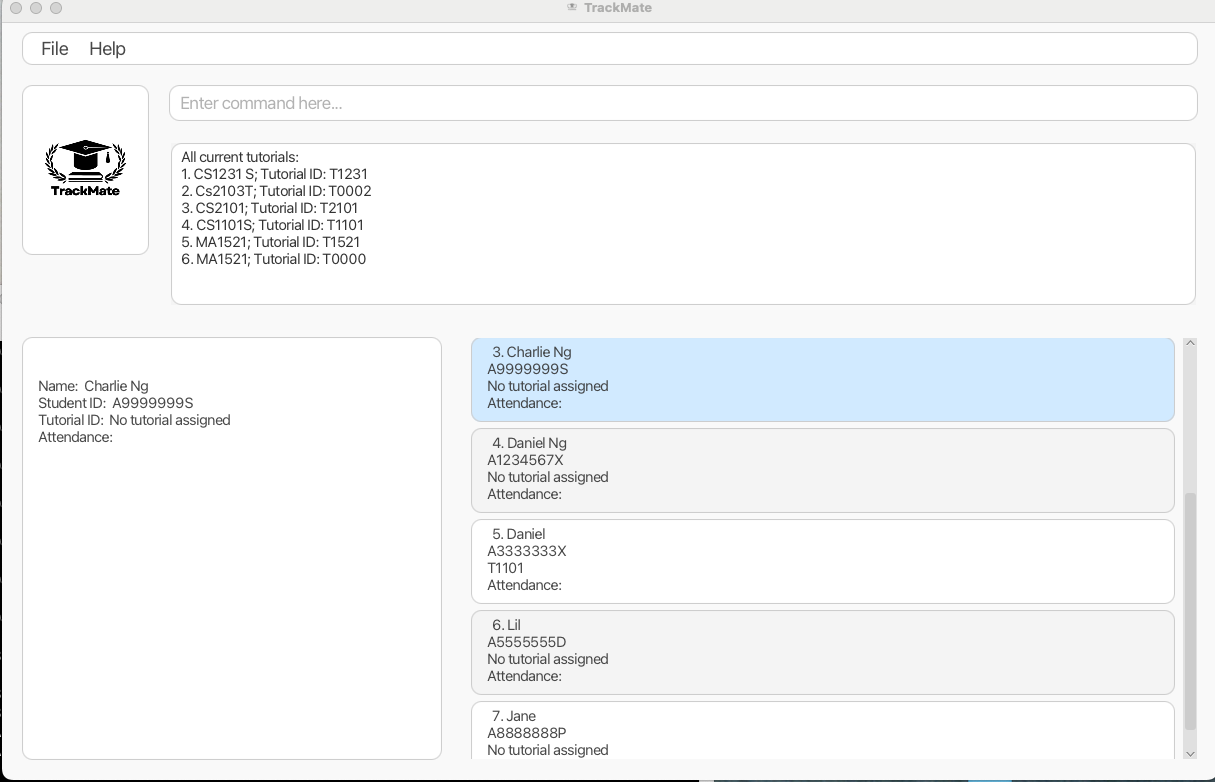 TrackMate
File Help
TrackMate
Enter command here...
All current tutorials:
1. CS1231 S; Tutorial ID: T1231
2. Cs2103T; Tutorial ID: T0002
3. CS2101; Tutorial ID: T2101
4. CS1101S; Tutorial ID: T1101
5. MA1521; Tutorial ID: T1521
6. MA1521; Tutorial ID: T0000
Name: Charlie Ng
Student ID: A9999999S
Tutorial ID: No tutorial assigned
Attendance:
3. Charlie Ng
A9999999S
No tutorial assigned
Attendance:
4. Daniel Ng
A1234567X
No tutorial assigned
Attendance:
5. Daniel
A3333333X
T1101
Attendance:
6. Lil
A5555555D
No tutorial assigned
Attendance:
7. Jane
A8888888P
No tutorial assigned